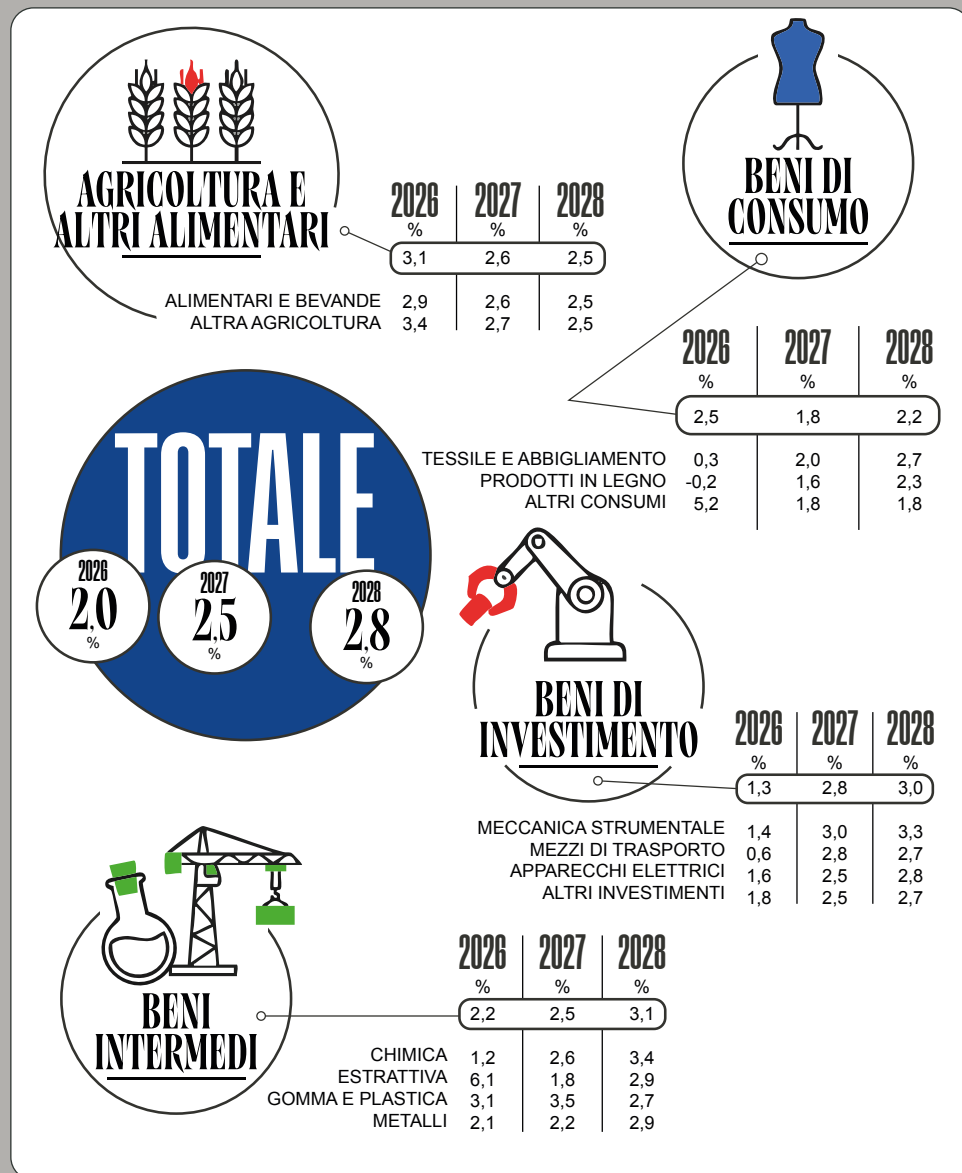 AGRICOLTURA E
ALTRI ALIMENTARI
2026 2027 2028
% % %
3,1 2,6 2,5
ALIMENTARI E BEVANDE 2,9 2,6 2,5
ALTRA AGRICOLTURA 3,4 2,7 2,5
BENI DI
CONSUMO
2026 2027 2028
% % %
2,5 1,8 2,2
TESSILE E ABBIGLIAMENTO 0,3 2,0 2,7
PRODOTTI IN LEGNO -0,2 1,6 2,3
ALTRI CONSUMI 5,2 1,8 1,8
TOTALE
2026
2,0
%
2027
2,5
%
2028
2,8
%
BENI DI
INVESTIMENTO
2026 2027 2028
% % %
1,3 2,8 3,0
MECCANICA STRUMENTALE 1,4 3,0 3,3
MEZZI DI TRASPORTO 0,6 2,8 2,7
APPARECCHI ELETTRICI 1,6 2,5 2,8
ALTRI INVESTIMENTI 1,8 2,5 2,7
BENI
INTERMEDI
2026 2027 2028
% % %
2,2 2,5 3,1
CHIMICA 1,2 2,6 3,4
ESTRATTIVA 6,1 1,8 2,9
GOMMA E PLASTICA 3,1 3,5 2,7
METALLI 2,1 2,2 2,9